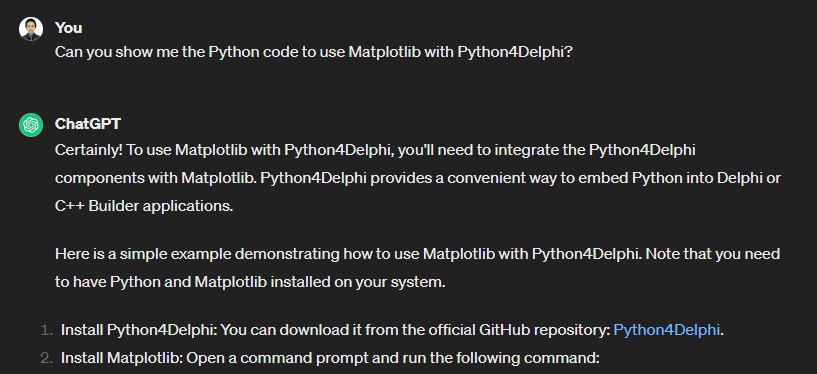 You
Can you show me the Python code to use Matplotlib with Python4Delphi?
ChatGPT
Certainly! To use Matplotlib with Python4Delphi, you'll need to integrate the Python4Delphi
components with Matplotlib. Python4Delphi provides a convenient way to embed Python into Delphi or
C++ Builder applications.
Here is a simple example demonstrating how to use Matplotlib with Python4Delphi. Note that you need
to have Python and Matplotlib installed on your system.
1. Install Python4Delphi: You can download it from the official GitHub repository: Python4Delphi.
2. Install Matplotlib: Open a command prompt and run the following command: